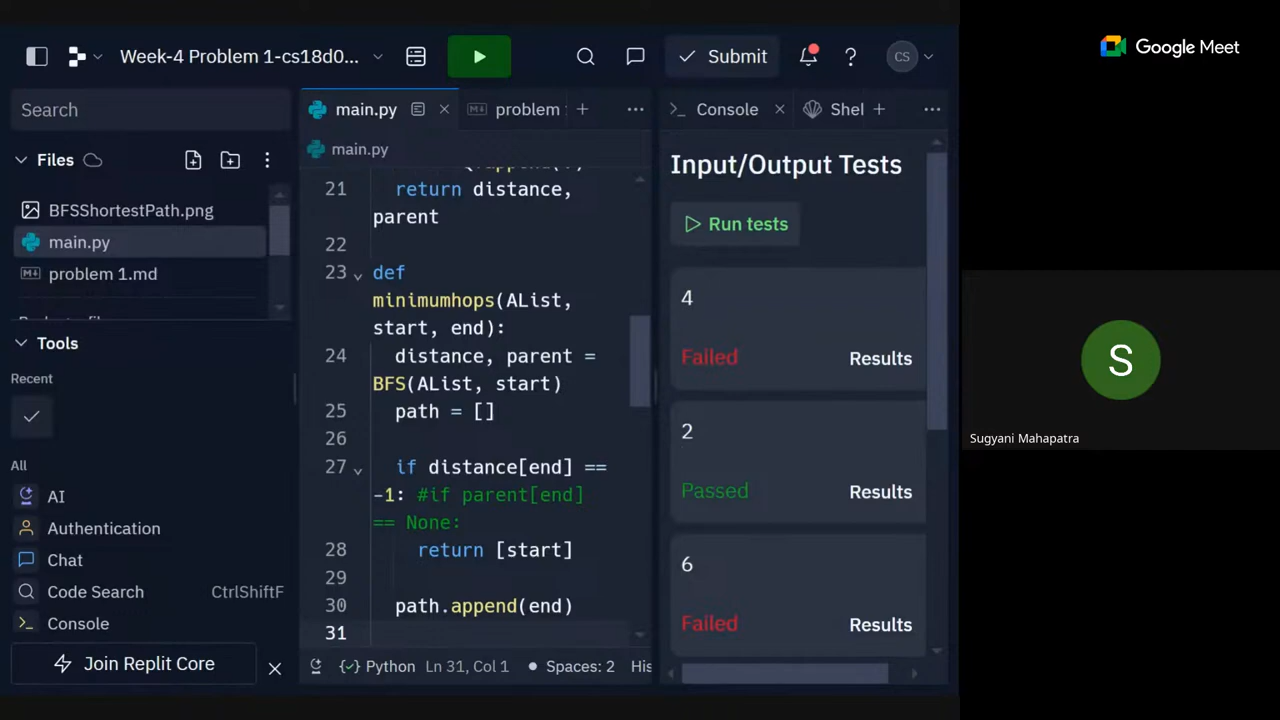 Week-4 Problem 1-cs18d0...
Submit
?
CS
Google Meet
Search
main.py
problem
Console
Shel
main.py
Files
BFSShortestPath.png
main.py
problem 1.md
Tools
Recent
All
AI
Authentication
Chat
Code Search CtrlShiftF
Console
Join Replit Core
21 return distance,
parent
22
23 def
minimumhops(AList,
start, end):
24 distance, parent =
BFS(AList, start)
25 path = []
26
27 if distance[end] ==
-1: #if parent[end]
== None:
28 return [start]
29
30 path.append(end)
31
Python Ln 31, Col 1 Spaces: 2 His
Input/Output Tests
Run tests
4
Failed Results
2
Passed Results
6
Failed Results
S
Sugyani Mahapatra